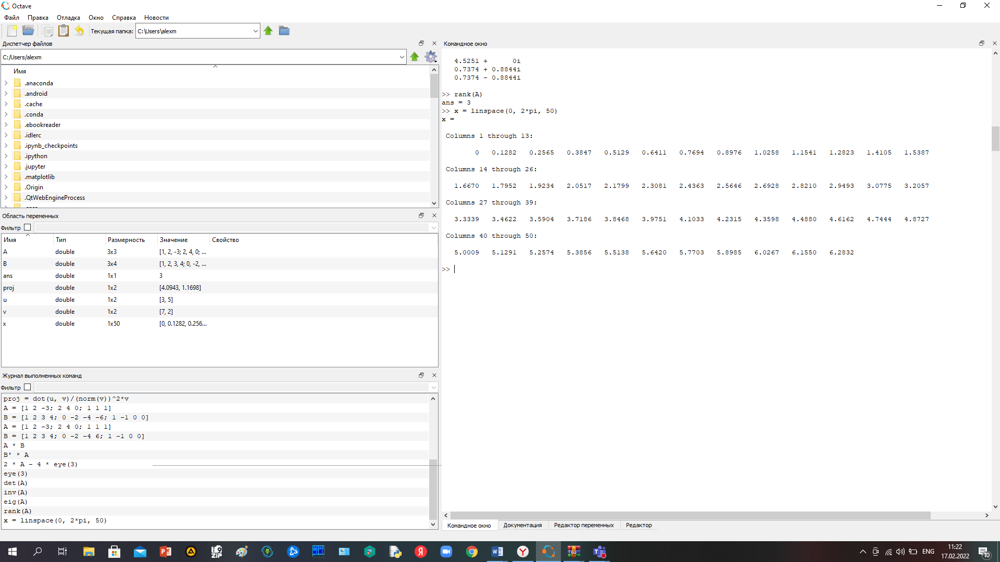 Octave
Файл Правка Отладка Окно Справка Новости
Текущая папка: C:\Users\alexm
Диспетчер файлов
C:/Users/alexm
Имя
.anaconda
.android
.cache
.conda
.ebookreader
.idlerc
.ipynb_checkpoints
.ipython
.jupyter
.matplotlib
.Origin
.QtWebEngineProcess
Область переменных
Фильтр
Имя Тип Размерность Значение Свойство
A double 3x3 [1, 2, -3; 2, 4, 0; ...
B double 3x4 [1, 2, 3, 4; 0, -2, ...
ans double 1x1 3
proj double 1x2 [4.0943, 1.1698]
u double 1x2 [3, 5]
v double 1x2 [7, 2]
x double 1x50 [0, 0.1282, 0.256...
Журнал выполненных команд
Фильтр
proj = dot(u, v)/(norm(v))^2*v
A = [1 2 -3; 2 4 0; 1 1 1]
B = [1 2 3 4; 0 -2 -4 -6; 1 -1 0 0]
A = [1 2 -3; 2 4 0; 1 1 1]
B = [1 2 3 4; 0 -2 -4 6; 1 -1 0 0]
A * B
B' * A
2 * A - 4 * eye(3)
eye(3)
det(A)
inv(A)
eig(A)
rank(A)
x = linspace(0, 2*pi, 50)
Командное окно
4.5251 + 0i
0.7374 + 0.8844i
0.7374 - 0.8844i
>> rank(A)
ans = 3
>> x = linspace(0, 2*pi, 50)
x =
Columns 1 through 13:
0 0.1282 0.2565 0.3847 0.5129 0.6411 0.7694 0.8976 1.0258 1.1541 1.2823 1.4105 1.5387
Columns 14 through 26:
1.6670 1.7952 1.9234 2.0517 2.1799 2.3081 2.4363 2.5646 2.6928 2.8210 2.9493 3.0775 3.2057
Columns 27 through 39:
3.3339 3.4622 3.5904 3.7186 3.8468 3.9751 4.1033 4.2315 4.3598 4.4880 4.6162 4.7444 4.8727
Columns 40 through 50:
5.0009 5.1291 5.2574 5.3856 5.5138 5.6420 5.7703 5.8985 6.0267 6.1550 6.2832
>>
Командное окно Документация Редактор переменных Редактор
ENG
11:22
17.02.2022
10